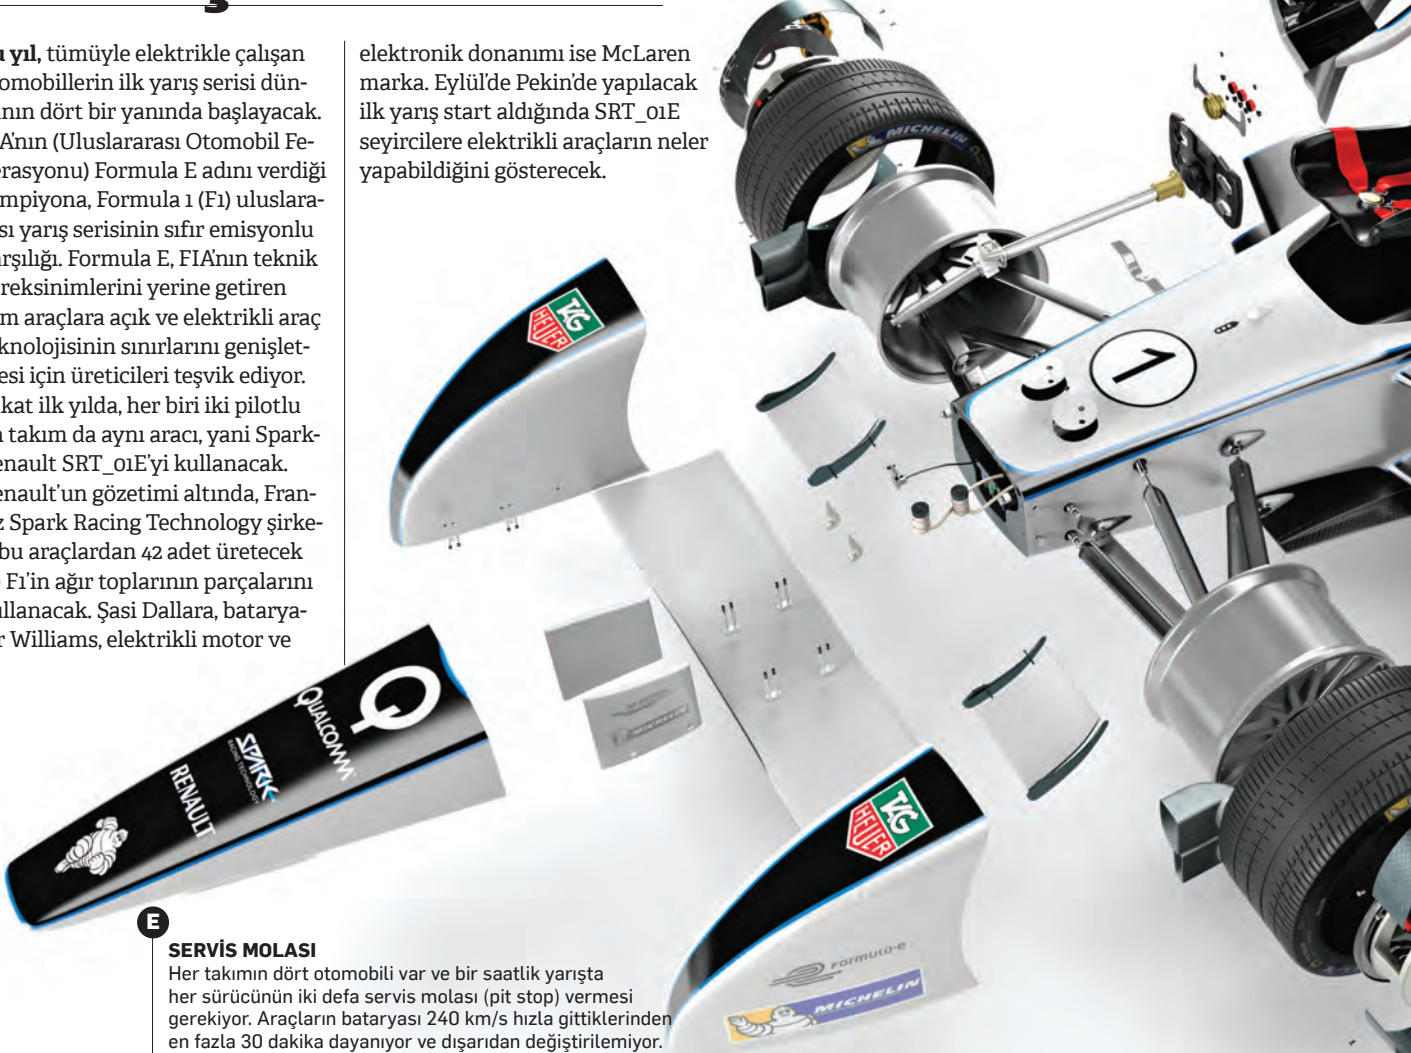 u yıl, tümüyle elektrikle çalışan
omobillerin ilk yarış serisi dün-
nın dört bir yanında başlayacak.
A'nın (Uluslararası Otomobil Fe-
erasyonu) Formula E adını verdiği
mpiyona, Formula 1 (F1) uluslara-
sı yarış serisinin sıfır emisyonlu
arşılığı. Formula E, FIA'nın teknik
reksinimlerini yerine getiren
m araçlara açık ve elektrikli araç
knolojisinin sınırlarını genişlet-
esi için üreticileri teşvik ediyor.
kat ilk yılda, her biri iki pilotlu
n takım da aynı aracı, yani Spark-
enault SRT_01E'yi kullanacak.
enault'un gözetimi altında, Fran-
z Spark Racing Technology şirke-
bu araçlardan 42 adet üretecek
F1'in ağır toplarının parçalarını
ullanacak. Şasi Dallara, batarya-
r Williams, elektrikli motor ve
elektronik donanımı ise McLaren
marka. Eylül'de Pekin'de yapılacak
ilk yarış start aldığında SRT_01E
seyircilere elektrikli araçların neler
yapabildiğini gösterecek.
MICHELIN
TAG
HEUER
1
Q
QUALCOMM
SPARK
RACING TECHNOLOGY
RENAULT
MICHELIN
TAG
HEUER
Formula-e
MICHELIN
E
SERVİS MOLASI
Her takımın dört otomobili var ve bir saatlik yarışta
her sürücünün iki defa servis molası (pit stop) vermesi
gerekiyor. Araçların bataryası 240 km/s hızla gittiklerinden
en fazla 30 dakika dayanıyor ve dışarıdan değiştirilemiyor.